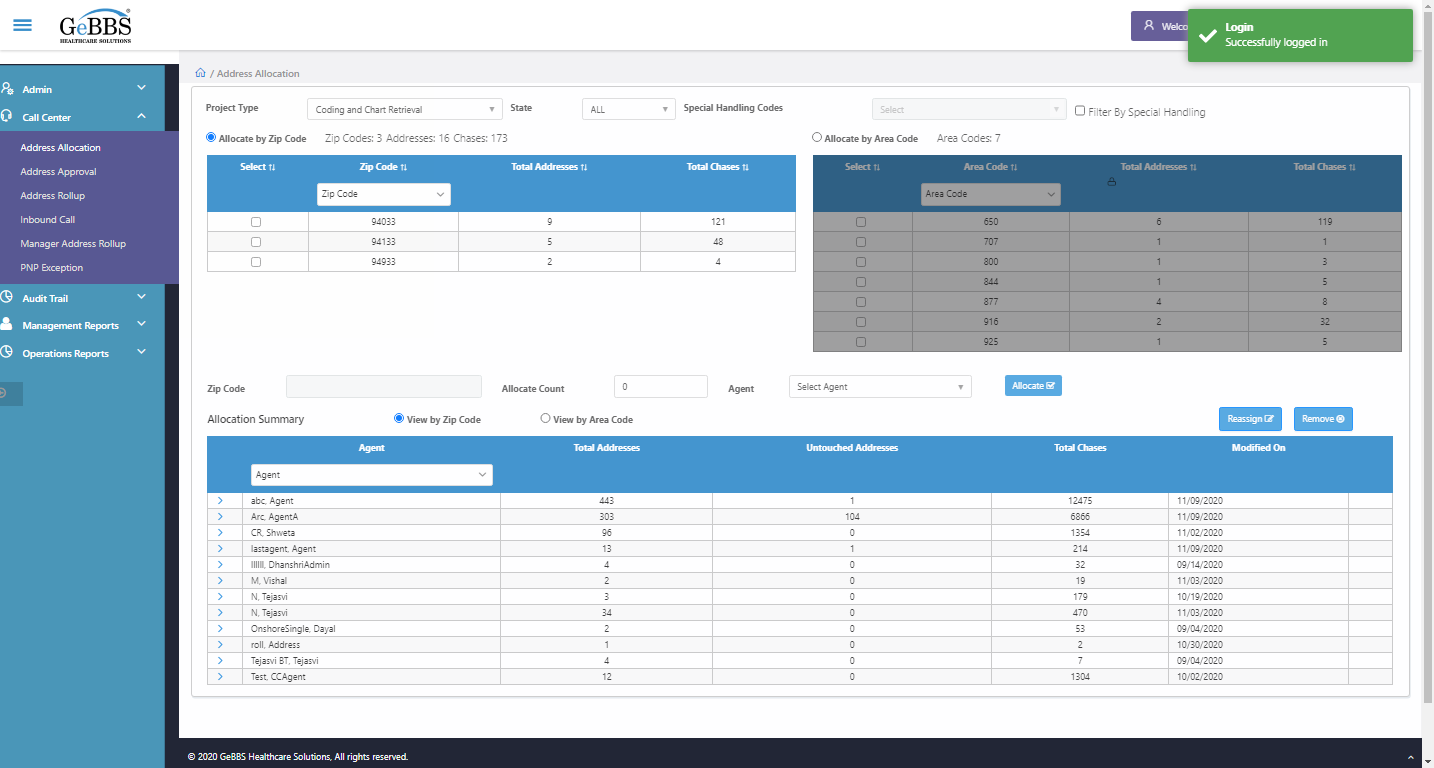 GeBBS
HEALTHCARE SOLUTIONS
Login
Successfully logged in
Admin
Call Center
Address Allocation
Address Approval
Address Rollup
Inbound Call
Manager Address Rollup
PNP Exception
Audit Trail
Management Reports
Operations Reports
/ Address Allocation
Project Type Coding and Chart Retrieval State ALL Special Handling Codes Select Filter By Special Handling
Allocate by Zip Code Zip Codes: 3 Addresses: 16 Chases: 173
Select Zip Code Total Addresses Total Chases
Zip Code
94033 9 121
94133 5 48
94933 2 4
Allocate by Area Code Area Codes: 7
Select Area Code Total Addresses Total Chases
Area Code
650 6 119
707 1 1
800 1 3
844 1 5
877 4 8
916 2 32
925 1 5
Zip Code Allocate Count 0 Agent Select Agent Allocate
Allocation Summary View by Zip Code View by Area Code Reassign Remove
Agent Total Addresses Untouched Addresses Total Chases Modified On
Agent
abc, Agent 443 1 12475 11/09/2020
Arc, AgentA 303 104 6866 11/09/2020
CR, Shweta 96 0 1354 11/02/2020
lastagent, Agent 13 1 214 11/09/2020
DhanshriAdmin 4 0 32 09/14/2020
M, Vishal 2 0 19 11/03/2020
N, Tejasvi 3 0 179 10/19/2020
N, Tejasvi 34 0 470 11/03/2020
OnshoreSingle, Dayal 2 0 53 09/04/2020
roll, Address 1 0 2 10/30/2020
Tejasvi BT, Tejasvi 4 0 7 09/04/2020
Test, CCAgent 12 0 1304 10/02/2020
© 2020 GeBBS Healthcare Solutions, All rights reserved.